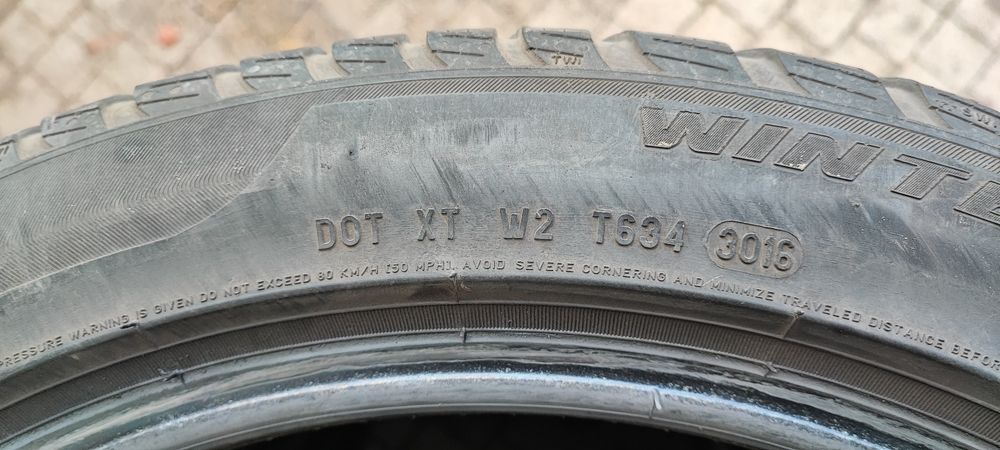 TWI
WINT
DOT XT W2 T634 3016
PRESSURE WARNING IS GIVEN DO NOT EXCEED 80 KM/H (50 MPH), AVOID SEVERE CORNERING AND MINIMIZE TRAVELED DISTANCE BEFOR